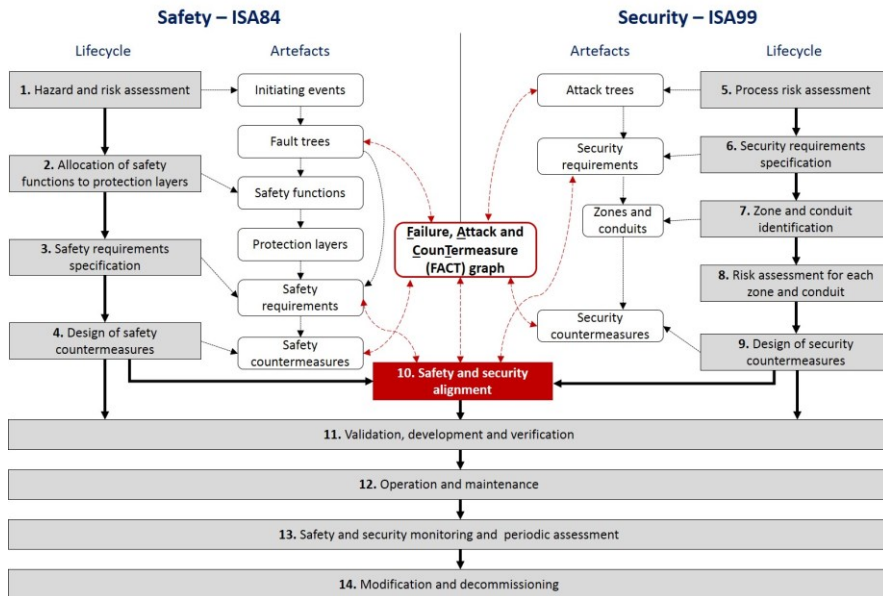 Safety – ISA84
Security – ISA99
Lifecycle
Artefacts
Artefacts
Lifecycle
1. Hazard and risk assessment
Initiating events
Attack trees
5. Process risk assessment
Fault trees
2. Allocation of safety
functions to protection layers
Security
requirements
6. Security requirements
specification
Safety functions
Zones and
conduits
7. Zone and conduit
identification
Failure, Attack and
CounTermeasure
(FACT) graph
3. Safety requirements
specification
Protection layers
8. Risk assessment for each
zone and conduit
Safety
requirements
4. Design of safety
countermeasures
Safety
countermeasures
Security
countermeasures
9. Design of security
countermeasures
10. Safety and security
alignment
11. Validation, development and verification
12. Operation and maintenance
13. Safety and security monitoring and periodic assessment
14. Modification and decommissioning